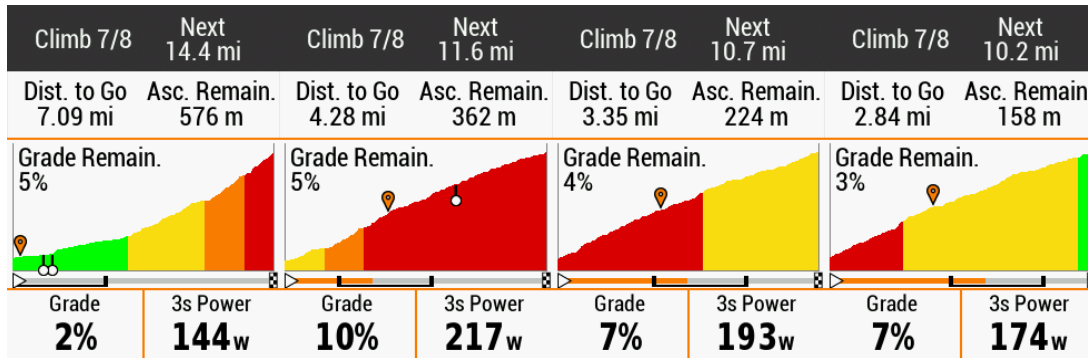 Climb 7/8 Next
14.4 mi
Dist. to Go Asc. Remain.
7.09 mi 576 m
Grade Remain.
5%
Grade 3s Power
2% 144 w
Climb 7/8 Next
11.6 mi
Dist. to Go Asc. Remain.
4.28 mi 362 m
Grade Remain.
5%
Grade 3s Power
10% 217 w
Climb 7/8 Next
10.7 mi
Dist. to Go Asc. Remain.
3.35 mi 224 m
Grade Remain.
4%
Grade 3s Power
7% 193 w
Climb 7/8 Next
10.2 mi
Dist. to Go Asc. Remain.
2.84 mi 158 m
Grade Remain.
3%
Grade 3s Power
7% 174 w